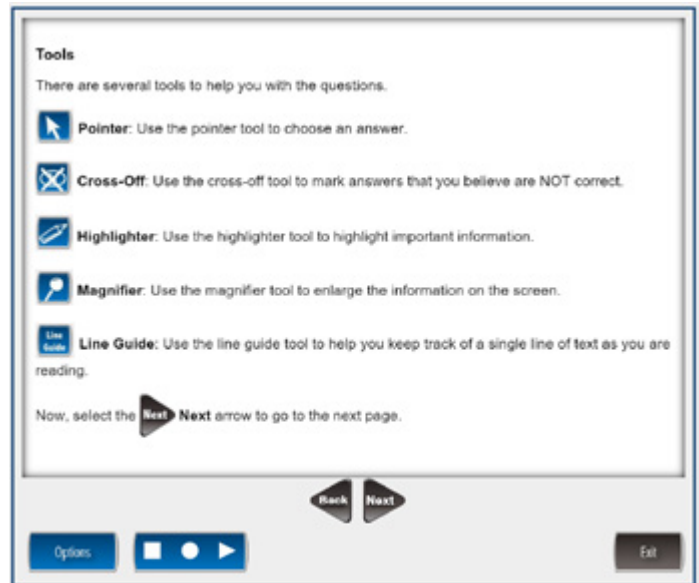 Tools
There are several tools to help you with the questions.
Pointer: Use the pointer tool to choose an answer.
Cross-Off: Use the cross-off tool to mark answers that you believe are NOT correct.
Highlighter: Use the highlighter tool to highlight important information.
Magnifier: Use the magnifier tool to enlarge the information on the screen.
Line Guide Line Guide: Use the line guide tool to help you keep track of a single line of text as you are
reading.
Now, select the Next Next arrow to go to the next page.
Back Next
Options Exit